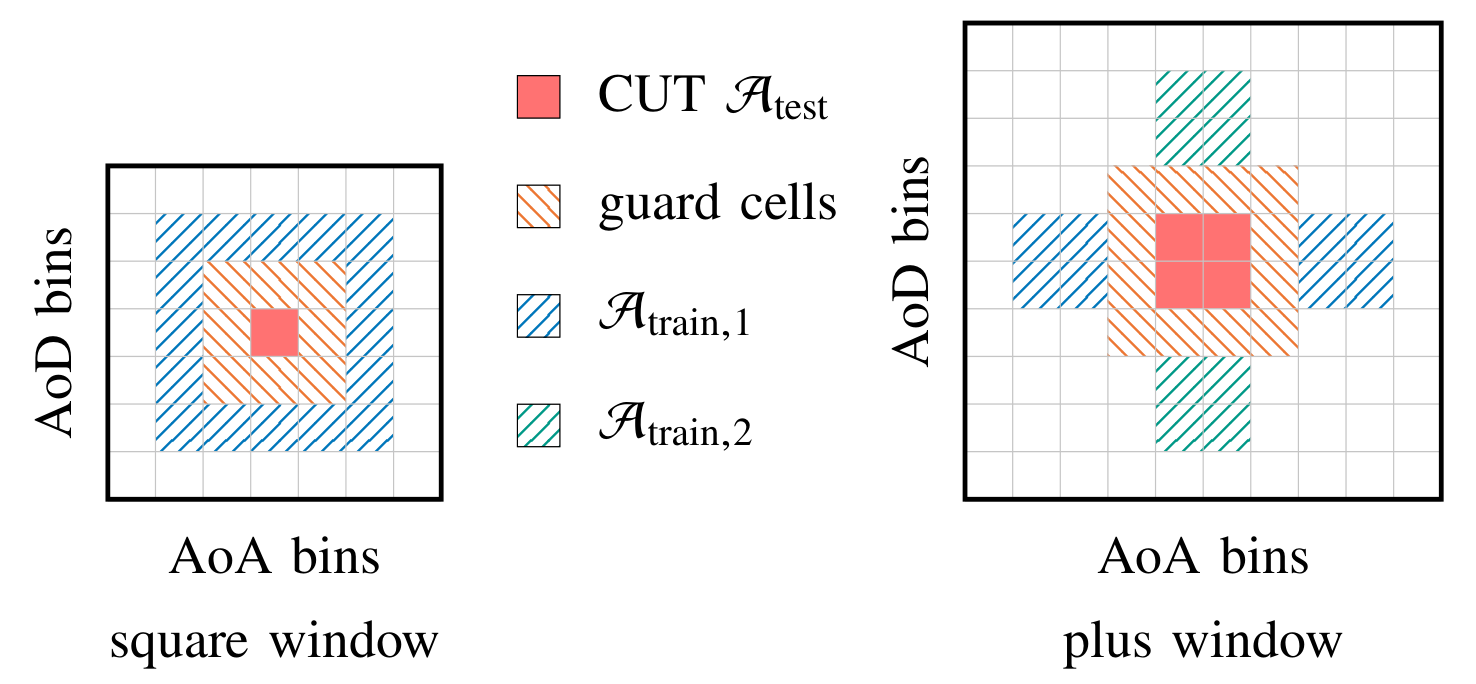 AoD bins
AoA bins
square window
CUT 𝒜test
guard cells
𝒜train,1
𝒜train,2
AoD bins
AoA bins
plus window